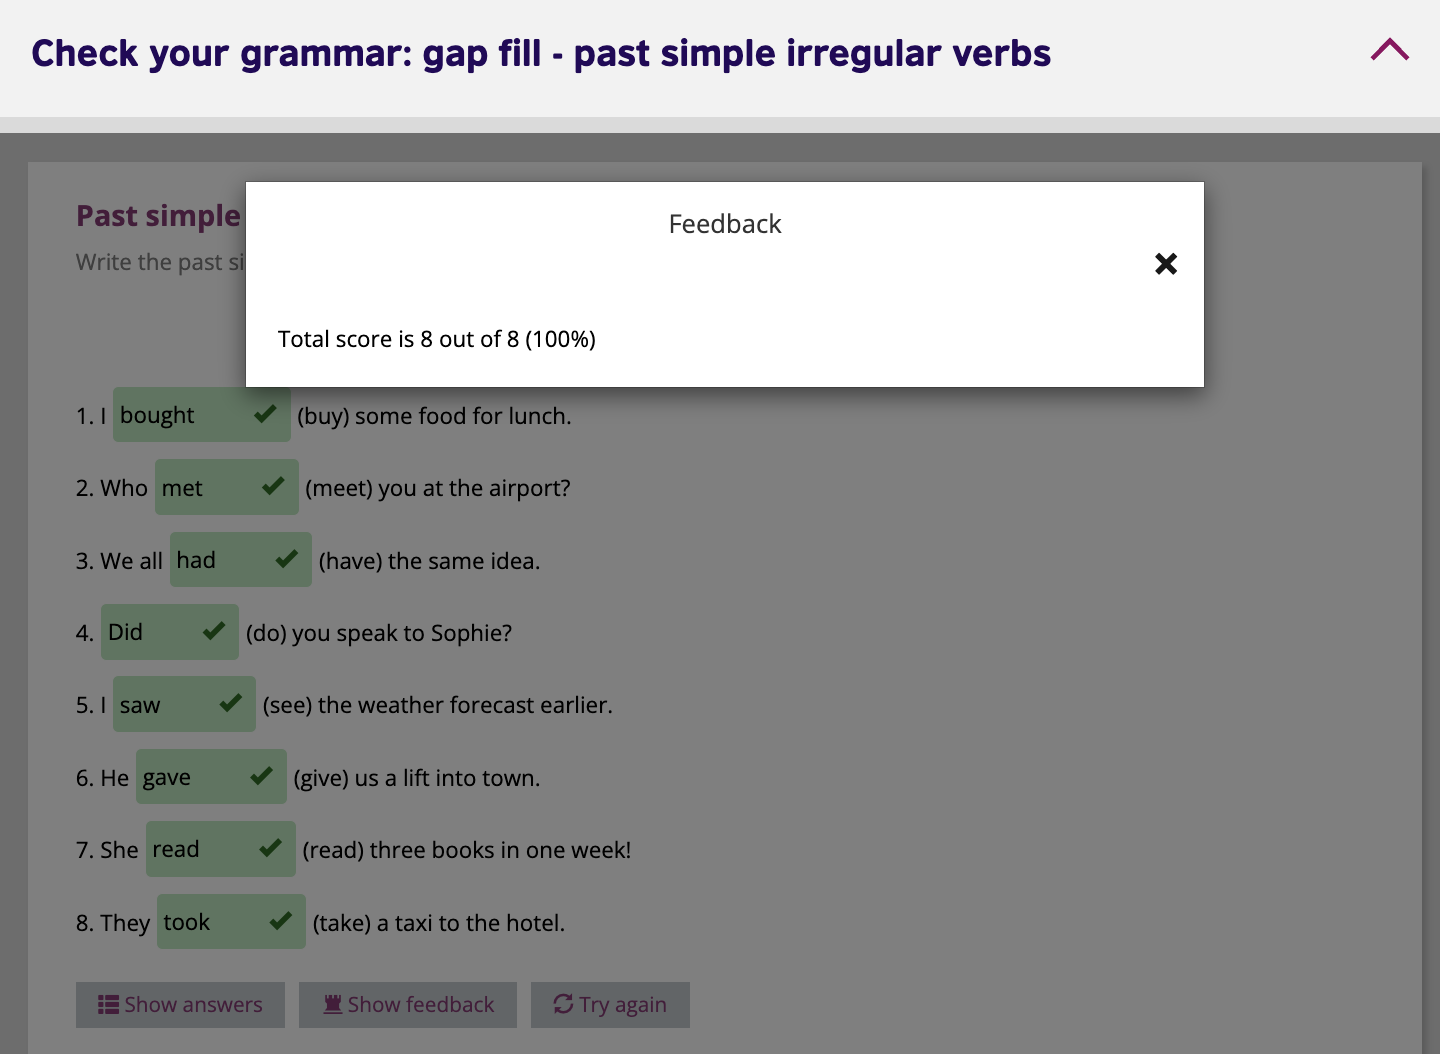 Check your grammar: gap fill - past simple irregular verbs
Past simple
Write the past si
Feedback
Total score is 8 out of 8 (100%)
1. I bought (buy) some food for lunch.
2. Who met (meet) you at the airport?
3. We all had (have) the same idea.
4. Did (do) you speak to Sophie?
5. I saw (see) the weather forecast earlier.
6. He gave (give) us a lift into town.
7. She read (read) three books in one week!
8. They took (take) a taxi to the hotel.
Show answers Show feedback Try again